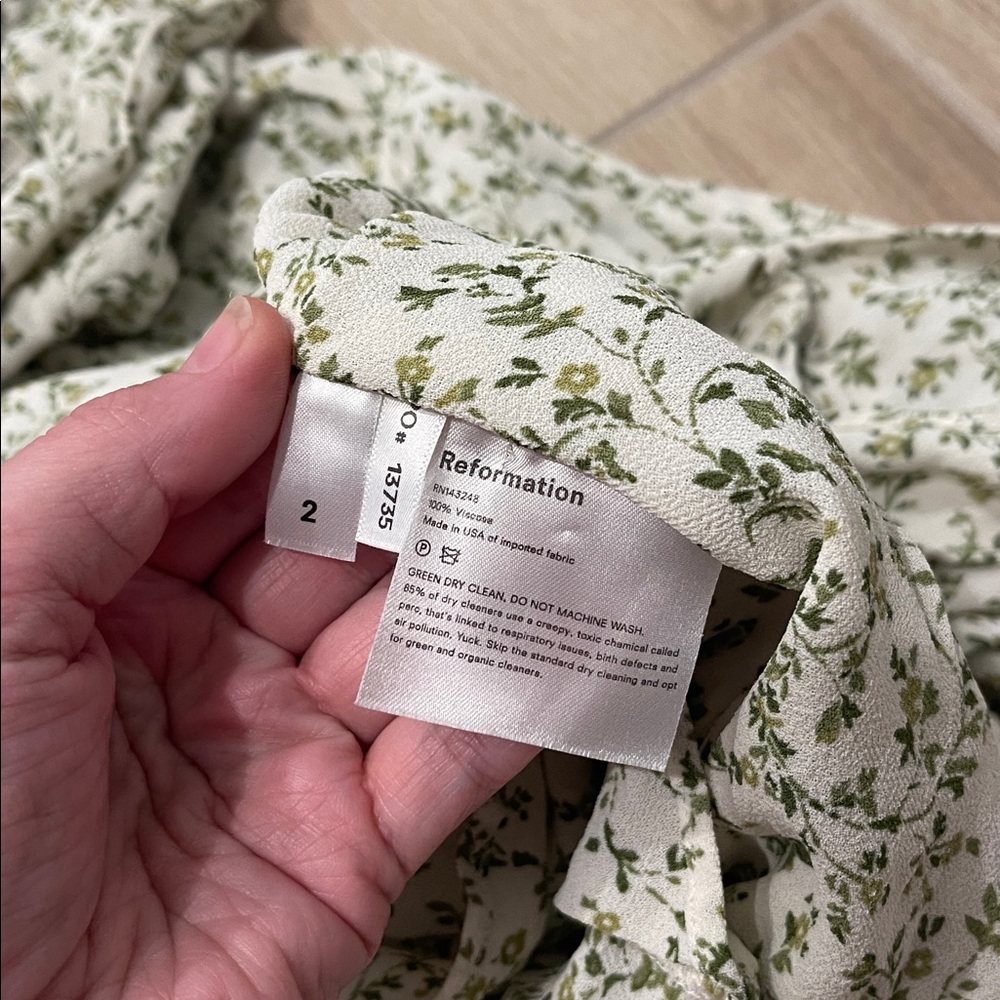 2
PO# 13735
Reformation
RN143248
100% Viscose
Made in USA of imported fabric
P
GREEN DRY CLEAN. DO NOT MACHINE WASH.
85% of dry cleaners use a creepy, toxic chamical called
perc, that's linked to respiratory issues, birth defects and
air pollution. Yuck. Skip the standard dry cleaning and opt
for green and organic cleaners.